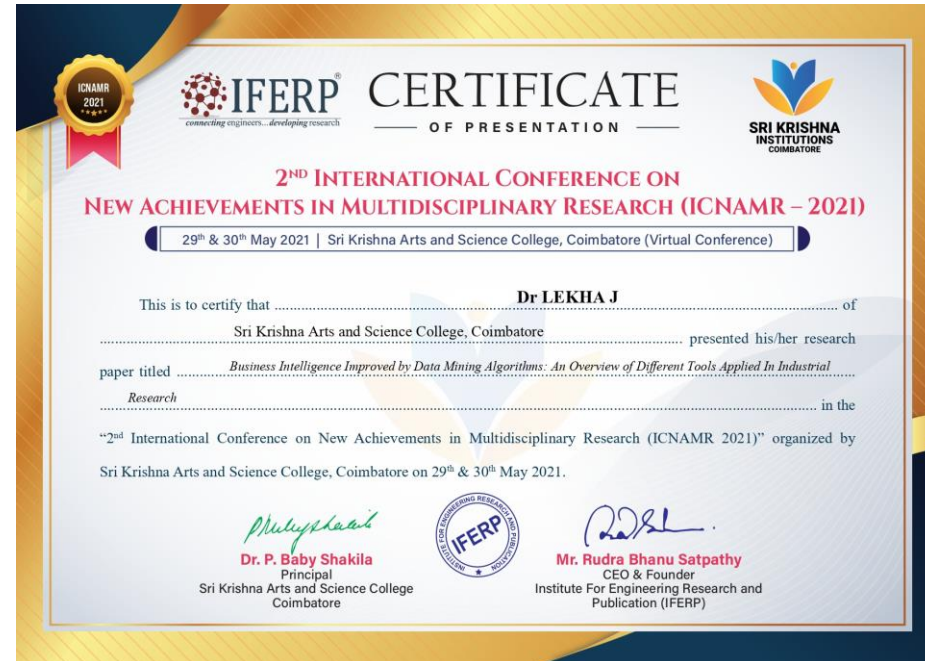 ICNAMR
2021
IFERP®
connecting engineers...developing research
CERTIFICATE
OF PRESENTATION
SRI KRISHNA
INSTITUTIONS
COIMBATORE
2ND INTERNATIONAL CONFERENCE ON
NEW ACHIEVEMENTS IN MULTIDISCIPLINARY RESEARCH (ICNAMR – 2021)
29th & 30th May 2021 | Sri Krishna Arts and Science College, Coimbatore (Virtual Conference)
This is to certify that Dr LEKHA J of
Sri Krishna Arts and Science College, Coimbatore presented his/her research
paper titled Business Intelligence Improved by Data Mining Algorithms: An Overview of Different Tools Applied In Industrial
Research in the
“2nd International Conference on New Achievements in Multidisciplinary Research (ICNAMR 2021)” organized by
Sri Krishna Arts and Science College, Coimbatore on 29th & 30th May 2021.
Dr. P. Baby Shakila
Principal
Sri Krishna Arts and Science College
Coimbatore
INSTITUTE FOR ENGINEERING RESEARCH AND PUBLICATION
IFERP
Mr. Rudra Bhanu Satpathy
CEO & Founder
Institute For Engineering Research and
Publication (IFERP)